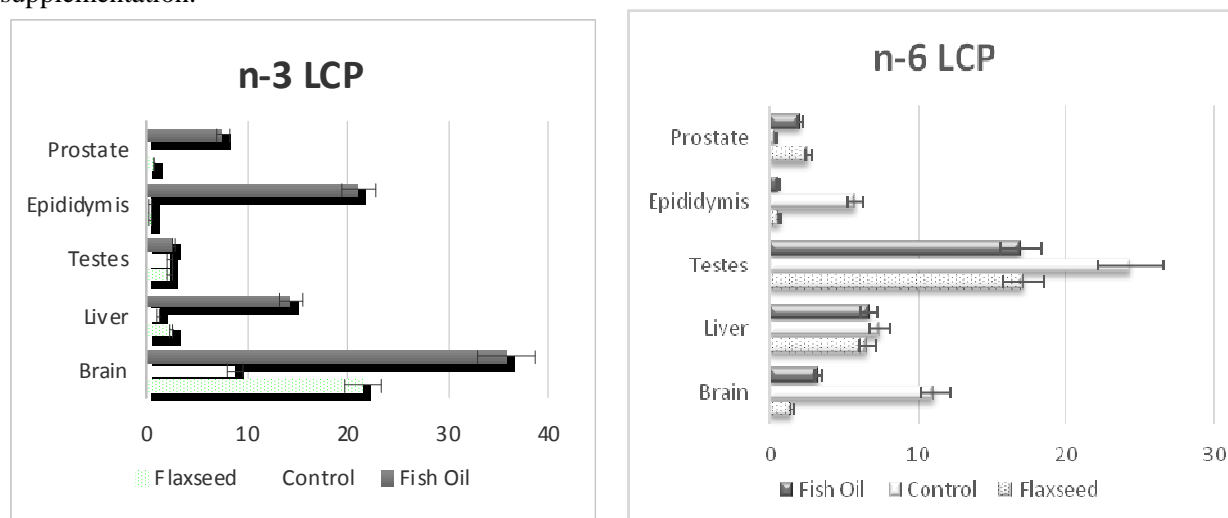 supplementation.
n-3 LCP
Prostate
Epididymis
Testes
Liver
Brain
0 10 20 30 40
Flaxseed Control Fish Oil
n-6 LCP
Prostate
Epididymis
Testes
Liver
Brain
0 10 20 30
Fish Oil Control Flaxseed